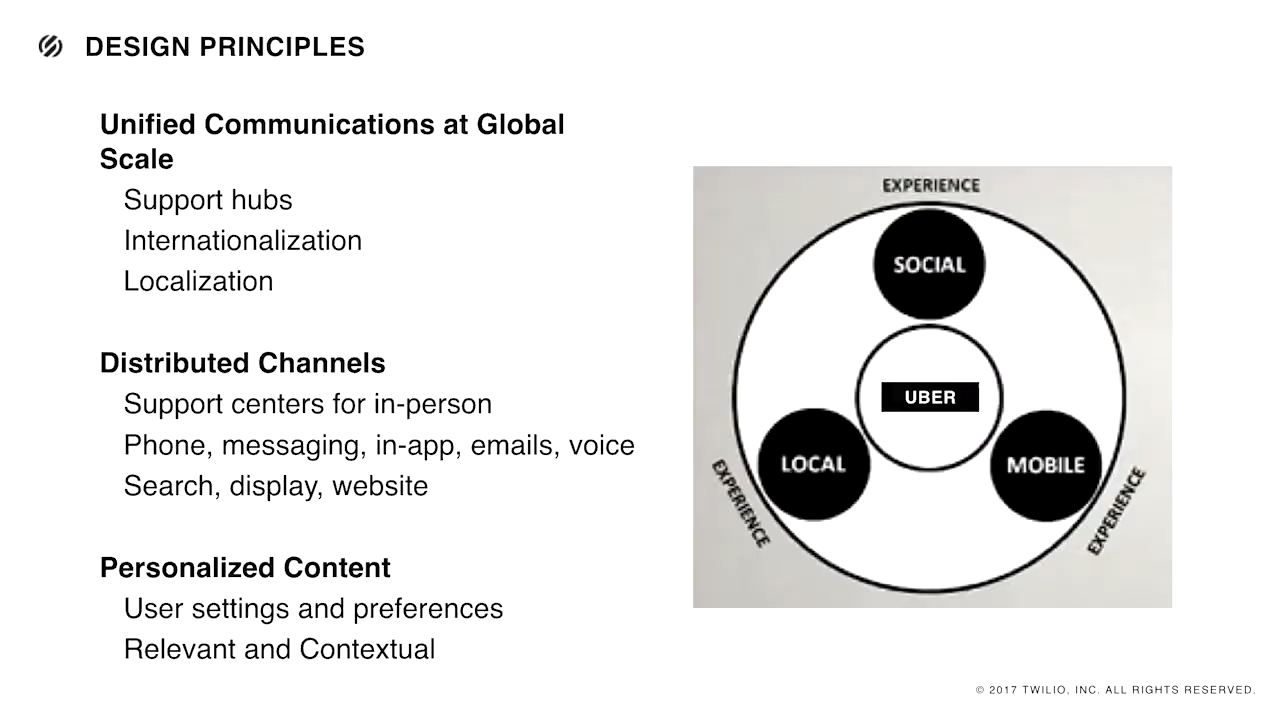 DESIGN PRINCIPLES
Unified Communications at Global
Scale
Support hubs
Internationalization
Localization
Distributed Channels
Support centers for in-person
Phone, messaging, in-app, emails, voice
Search, display, website
Personalized Content
User settings and preferences
Relevant and Contextual
EXPERIENCE
SOCIAL
UBER
LOCAL
MOBILE
EXPERIENCE
EXPERIENCE
© 2017 TWILIO, INC. ALL RIGHTS RESERVED.